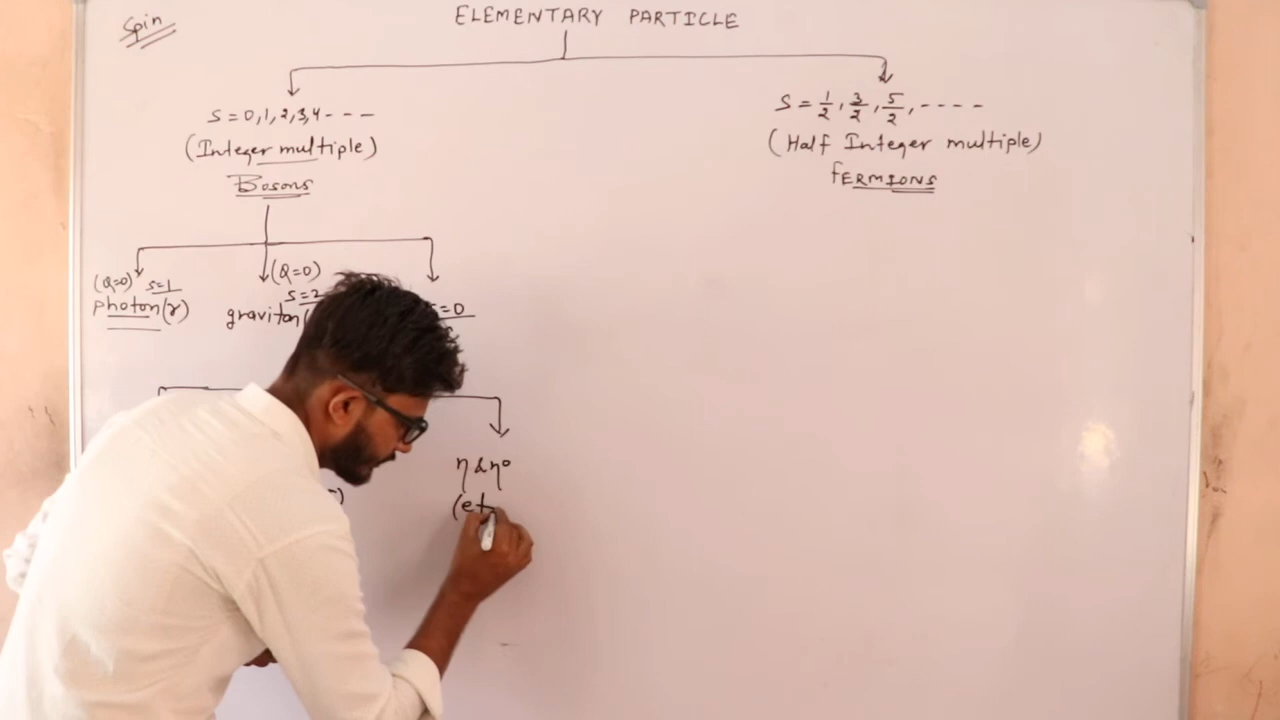 Spin
ELEMENTARY PARTICLE
S = 0,1,2,3,4 - - -
(Integer multiple)
Bosons
S = 1/2, 3/2, 5/2, - - - -
(Half Integer multiple)
fERMIONS
(Q=0) S=1
photon(γ)
(Q=0)
S=2
graviton(
=0
η & η⁰
(et